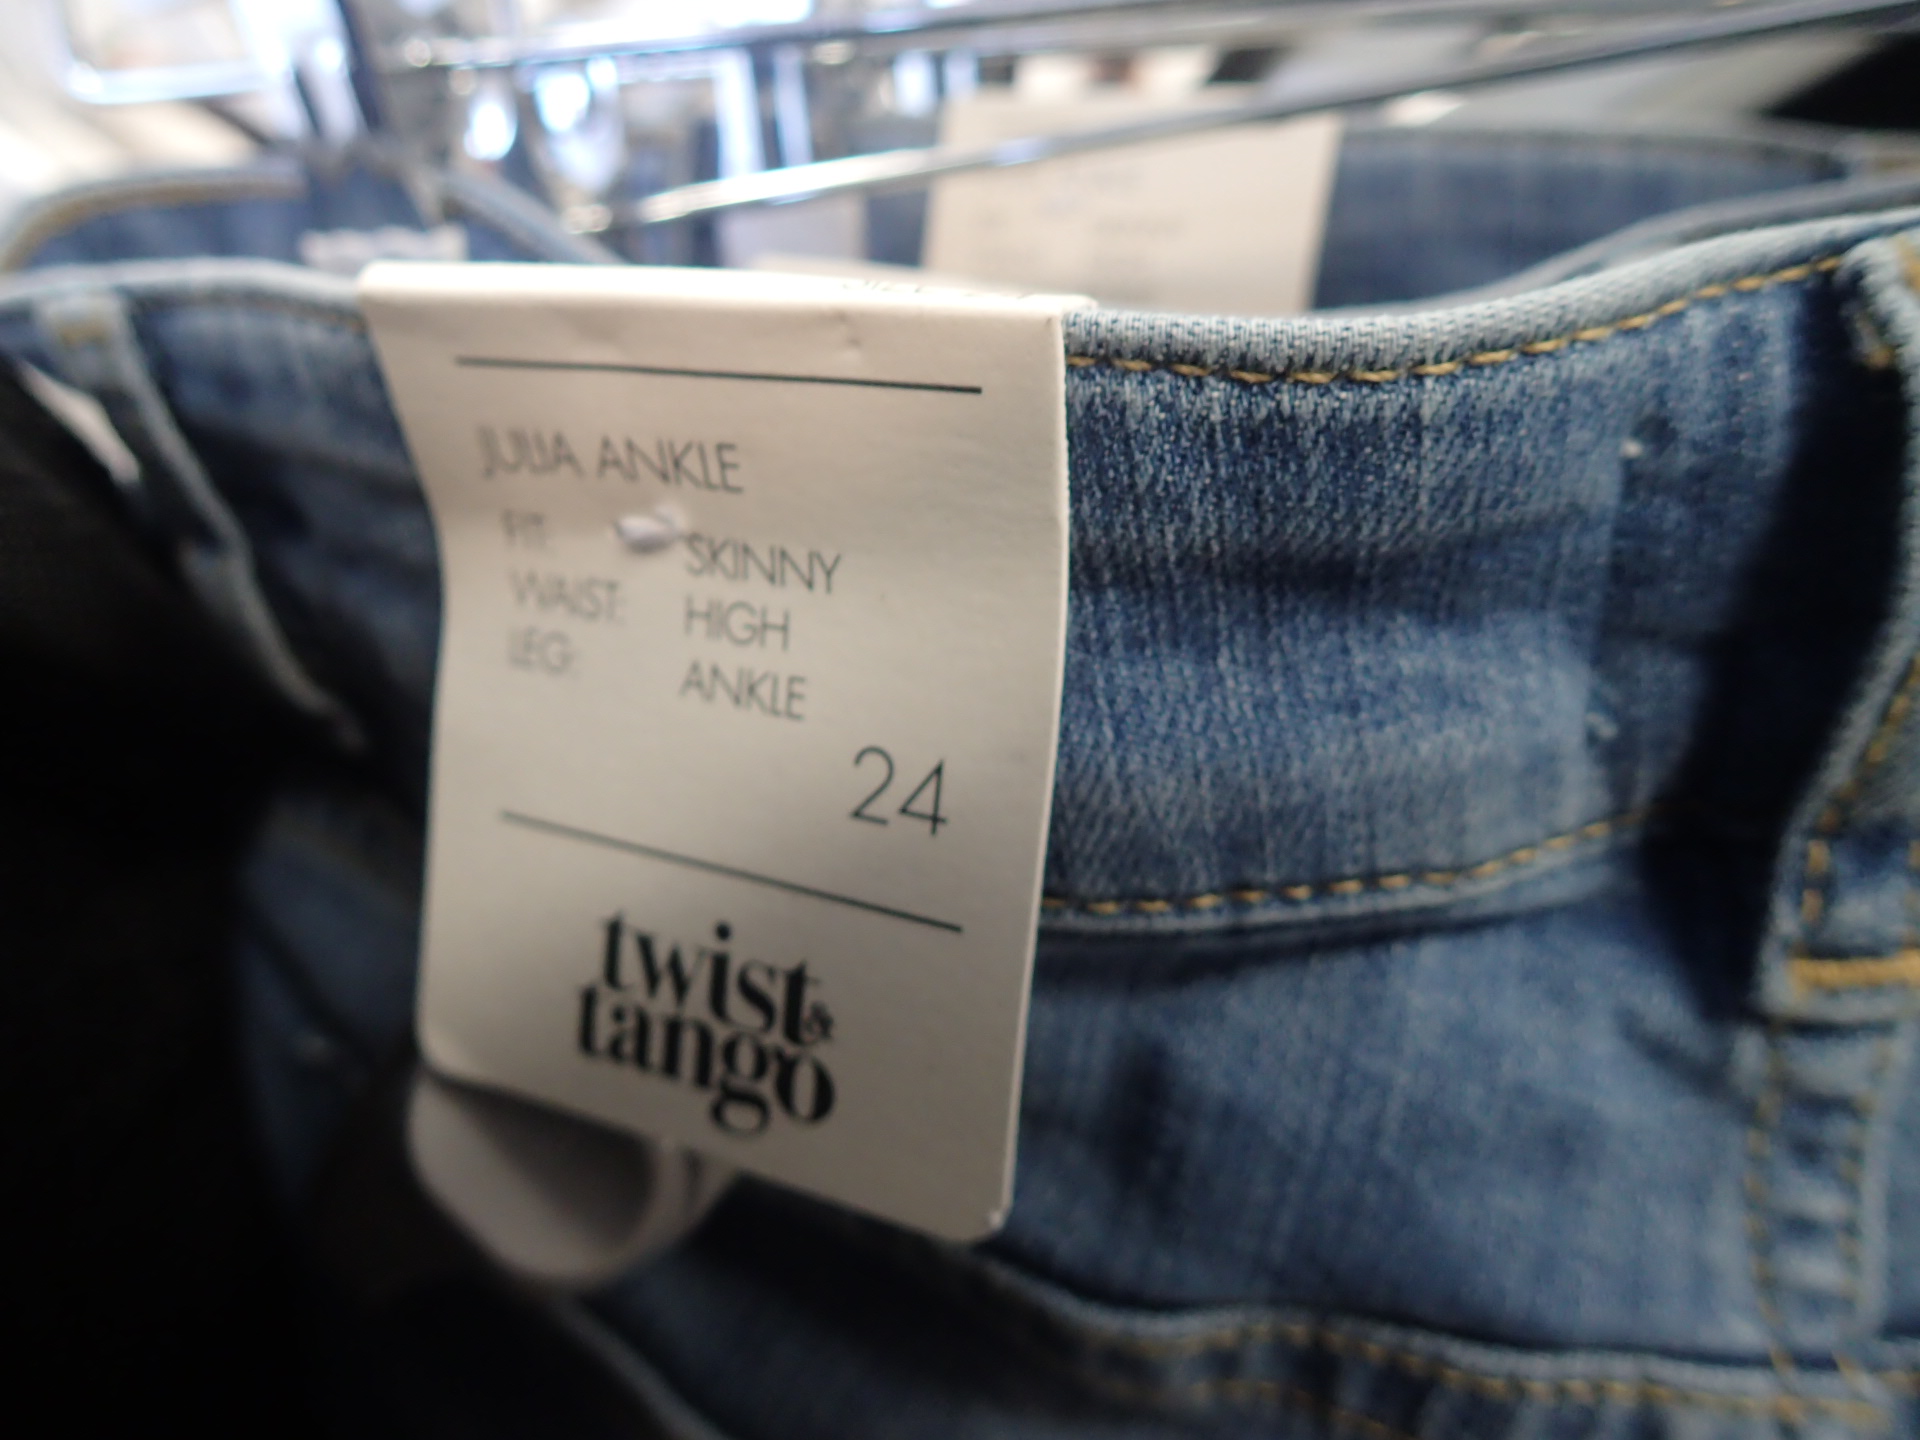 JULIA ANKLE
FIT: SKINNY
WAIST: HIGH
LEG: ANKLE
24
twist &
tango